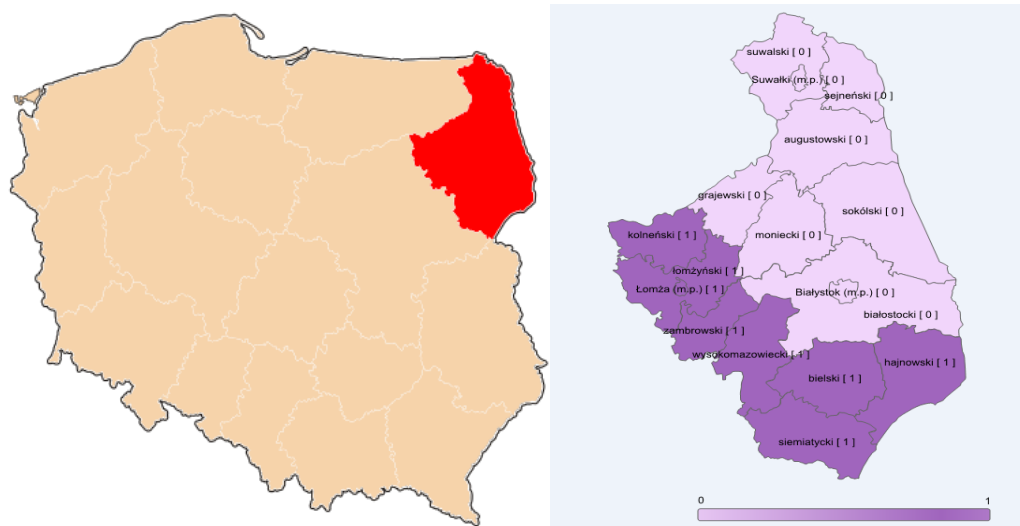 suwalski [ 0 ]
Suwałki (m.p.) [ 0 ]
sejneński [ 0 ]
augustowski [ 0 ]
grajewski [ 0 ]
sokólski [ 0 ]
kolneński [ 1 ]
moniecki [ 0 ]
łomżyński [ 1 ]
Łomża (m.p.) [ 1 ]
Białystok (m.p.) [ 0 ]
białostocki [ 0 ]
zambrowski [ 1 ]
wysokomazowiecki [ 1 ]
hajnowski [ 1 ]
bielski [ 1 ]
siemiatycki [ 1 ]
0
1